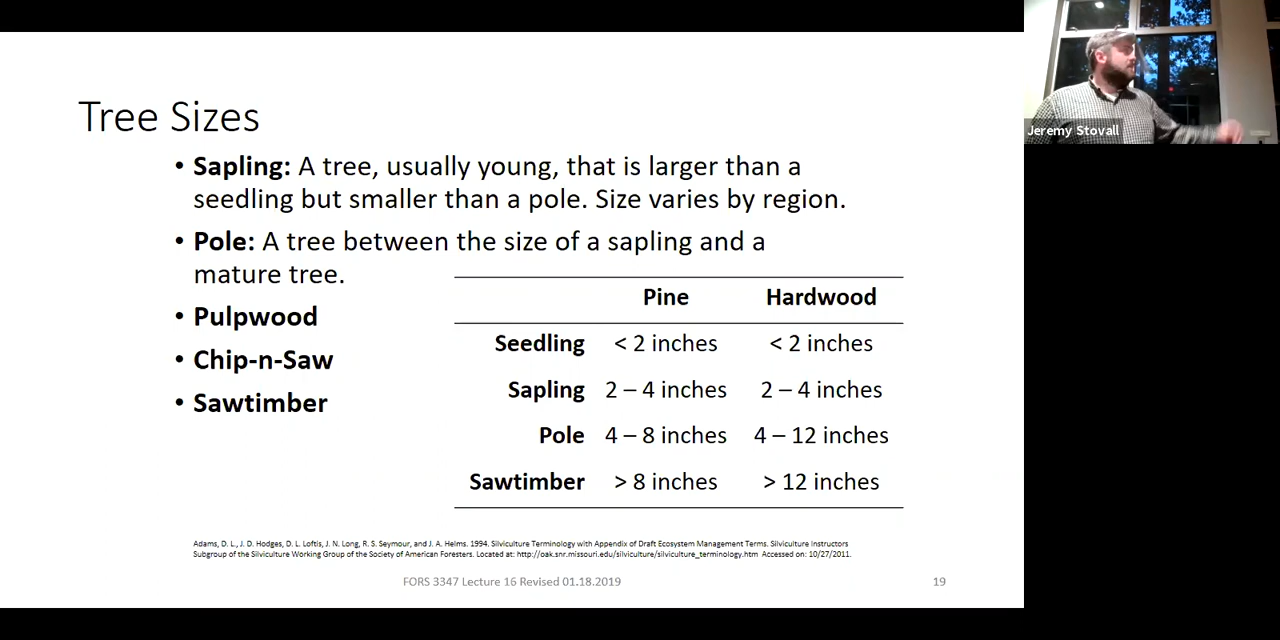 Tree Sizes
• Sapling: A tree, usually young, that is larger than a
seedling but smaller than a pole. Size varies by region.
• Pole: A tree between the size of a sapling and a
mature tree.
• Pulpwood
• Chip-n-Saw
• Sawtimber
Pine Hardwood
Seedling < 2 inches < 2 inches
Sapling 2 – 4 inches 2 – 4 inches
Pole 4 – 8 inches 4 – 12 inches
Sawtimber > 8 inches > 12 inches
Adams, D. L., J. D. Hodges, D. L. Loftis, J. N. Long, R. S. Seymour, and J. A. Helms. 1994. Silviculture Terminology with Appendix of Draft Ecosystem Management Terms. Silviculture Instructors
Subgroup of the Silviculture Working Group of the Society of American Foresters. Located at: http://oak.snr.missouri.edu/silviculture/silviculture_terminology.htm Accessed on: 10/27/2011.
FORS 3347 Lecture 16 Revised 01.18.2019 19
Jeremy Stovall